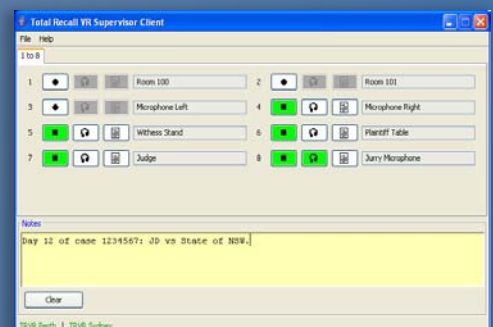 Total Recall VR Supervisor Client
File Help
1 to 8
1 Room 100 2 Room 101
3 Microphone Left 4 Microphone Right
5 Withess Stand 6 Plaintiff Table
7 Judge 8 Jurry Microphone
Notes
Day 12 of case 1234567: JD vs State of NSW.
Clear
TRVR Perth | TRVR Sydney